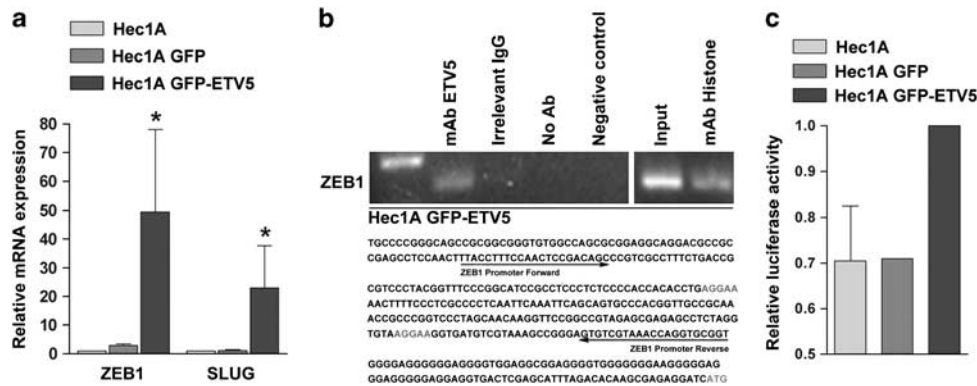 a
Hec1A
Hec1A GFP
Hec1A GFP-ETV5
Relative mRNA expression
80
70
60
50
40
30
20
10
0
*
*
ZEB1
SLUG
b
mAb ETV5
Irrelevant IgG
No Ab
Negative control
Input
mAb Histone
ZEB1
Hec1A GFP-ETV5
TGCCCCGGGCAGCCGCGGCGGGTGTGGCCAGCGCGGAGGCAGGACGCCGC
CGAGCCTCCAACTTTACCTTTCCAACTCCGACAGCCCGTCGCCTTTCTGACCG
ZEB1 Promoter Forward
CGTCCCTACGGTTTCCCGGCATCCGCCTCCCTCTCCCCACCACACCTGAGGAA
AACTTTTCCCTCGCCCCTCAATTCAAATTCAGCAGTGCCCACGGTTGCCGCAA
ACCGCCCGGTCCCTAGCAACAAGGTTCCGGCCGTAGAGCGAGAGCCTCTAGG
TGTAAAGGAAGGTGATGTCGTAAAGCCGGGAGTGTCGTAAACCAGGTGCGGT
ZEB1 Promoter Reverse
GGGGAGGGGGGAGGGGTGGAGGCGGAGGGGTGGGGGGGAAGGGGGAG
GGAGGGGGGAGGAGGTGACTCGAGCATTTAGACACAAGCGAGAGGATCATG
c
Hec1A
Hec1A GFP
Hec1A GFP-ETV5
Relative luciferase activity
1.0
0.9
0.8
0.7
0.6
0.5